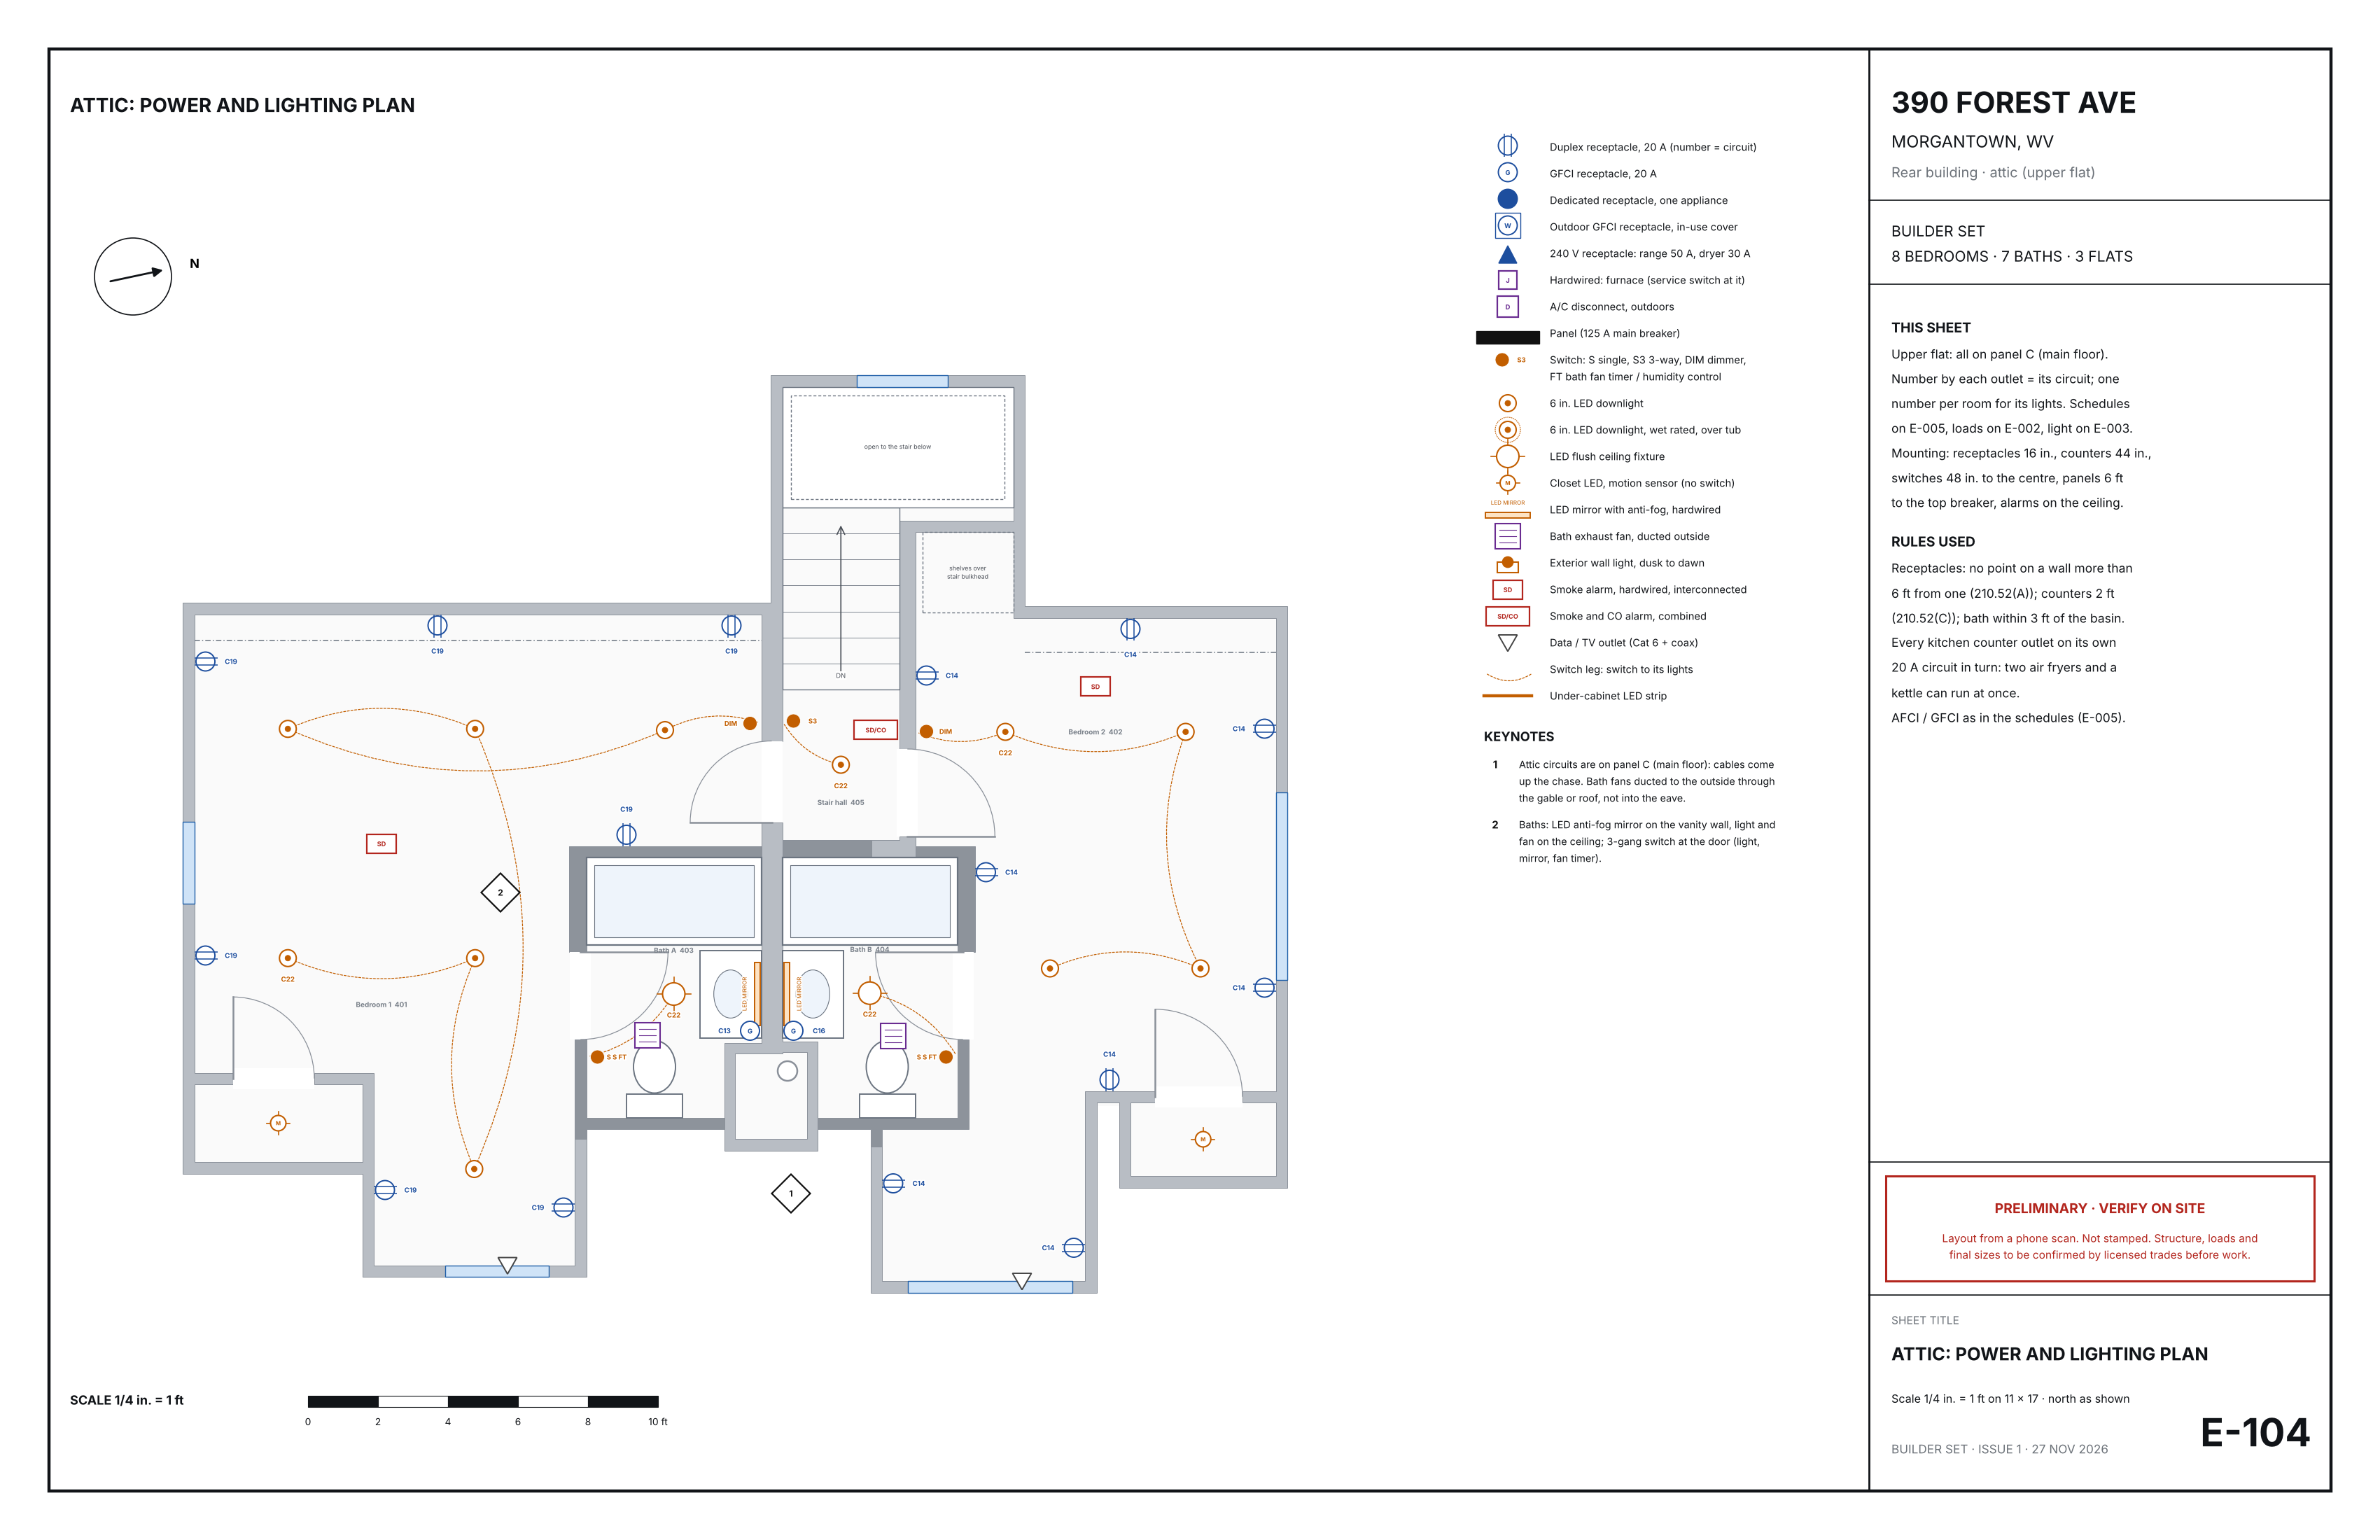 ATTIC: POWER AND LIGHTING PLAN
N
open to the stair below
shelves over
stair bulkhead
DN
C19
C19
C19
C14
C14
SD
DIM
S3
SD/CO
DIM
C22
Bedroom 2 402
C14
C22
Stair hall 405
C19
SD
2
C14
Bath A 403
Bath B 404
C19
C22
LED MIRROR
LED MIRROR
C22
C22
C14
Bedroom 1 401
C13
G
G
C16
S S FT
S S FT
C14
M
M
C19
C19
1
C14
C14
SCALE 1/4 in. = 1 ft
0 2 4 6 8 10 ft
Duplex receptacle, 20 A (number = circuit)
G GFCI receptacle, 20 A
Dedicated receptacle, one appliance
W Outdoor GFCI receptacle, in-use cover
240 V receptacle: range 50 A, dryer 30 A
J Hardwired: furnace (service switch at it)
D A/C disconnect, outdoors
Panel (125 A main breaker)
S3 Switch: S single, S3 3-way, DIM dimmer,
FT bath fan timer / humidity control
6 in. LED downlight
6 in. LED downlight, wet rated, over tub
LED flush ceiling fixture
M Closet LED, motion sensor (no switch)
LED MIRROR
LED mirror with anti-fog, hardwired
Bath exhaust fan, ducted outside
Exterior wall light, dusk to dawn
SD Smoke alarm, hardwired, interconnected
SD/CO Smoke and CO alarm, combined
Data / TV outlet (Cat 6 + coax)
Switch leg: switch to its lights
Under-cabinet LED strip
KEYNOTES
1 Attic circuits are on panel C (main floor): cables come
up the chase. Bath fans ducted to the outside through
the gable or roof, not into the eave.
2 Baths: LED anti-fog mirror on the vanity wall, light and
fan on the ceiling; 3-gang switch at the door (light,
mirror, fan timer).
390 FOREST AVE
MORGANTOWN, WV
Rear building · attic (upper flat)
BUILDER SET
8 BEDROOMS · 7 BATHS · 3 FLATS
THIS SHEET
Upper flat: all on panel C (main floor).
Number by each outlet = its circuit; one
number per room for its lights. Schedules
on E-005, loads on E-002, light on E-003.
Mounting: receptacles 16 in., counters 44 in.,
switches 48 in. to the centre, panels 6 ft
to the top breaker, alarms on the ceiling.
RULES USED
Receptacles: no point on a wall more than
6 ft from one (210.52(A)); counters 2 ft
(210.52(C)); bath within 3 ft of the basin.
Every kitchen counter outlet on its own
20 A circuit in turn: two air fryers and a
kettle can run at once.
AFCI / GFCI as in the schedules (E-005).
PRELIMINARY · VERIFY ON SITE
Layout from a phone scan. Not stamped. Structure, loads and
final sizes to be confirmed by licensed trades before work.
SHEET TITLE
ATTIC: POWER AND LIGHTING PLAN
Scale 1/4 in. = 1 ft on 11 × 17 · north as shown
BUILDER SET · ISSUE 1 · 27 NOV 2026
E-104